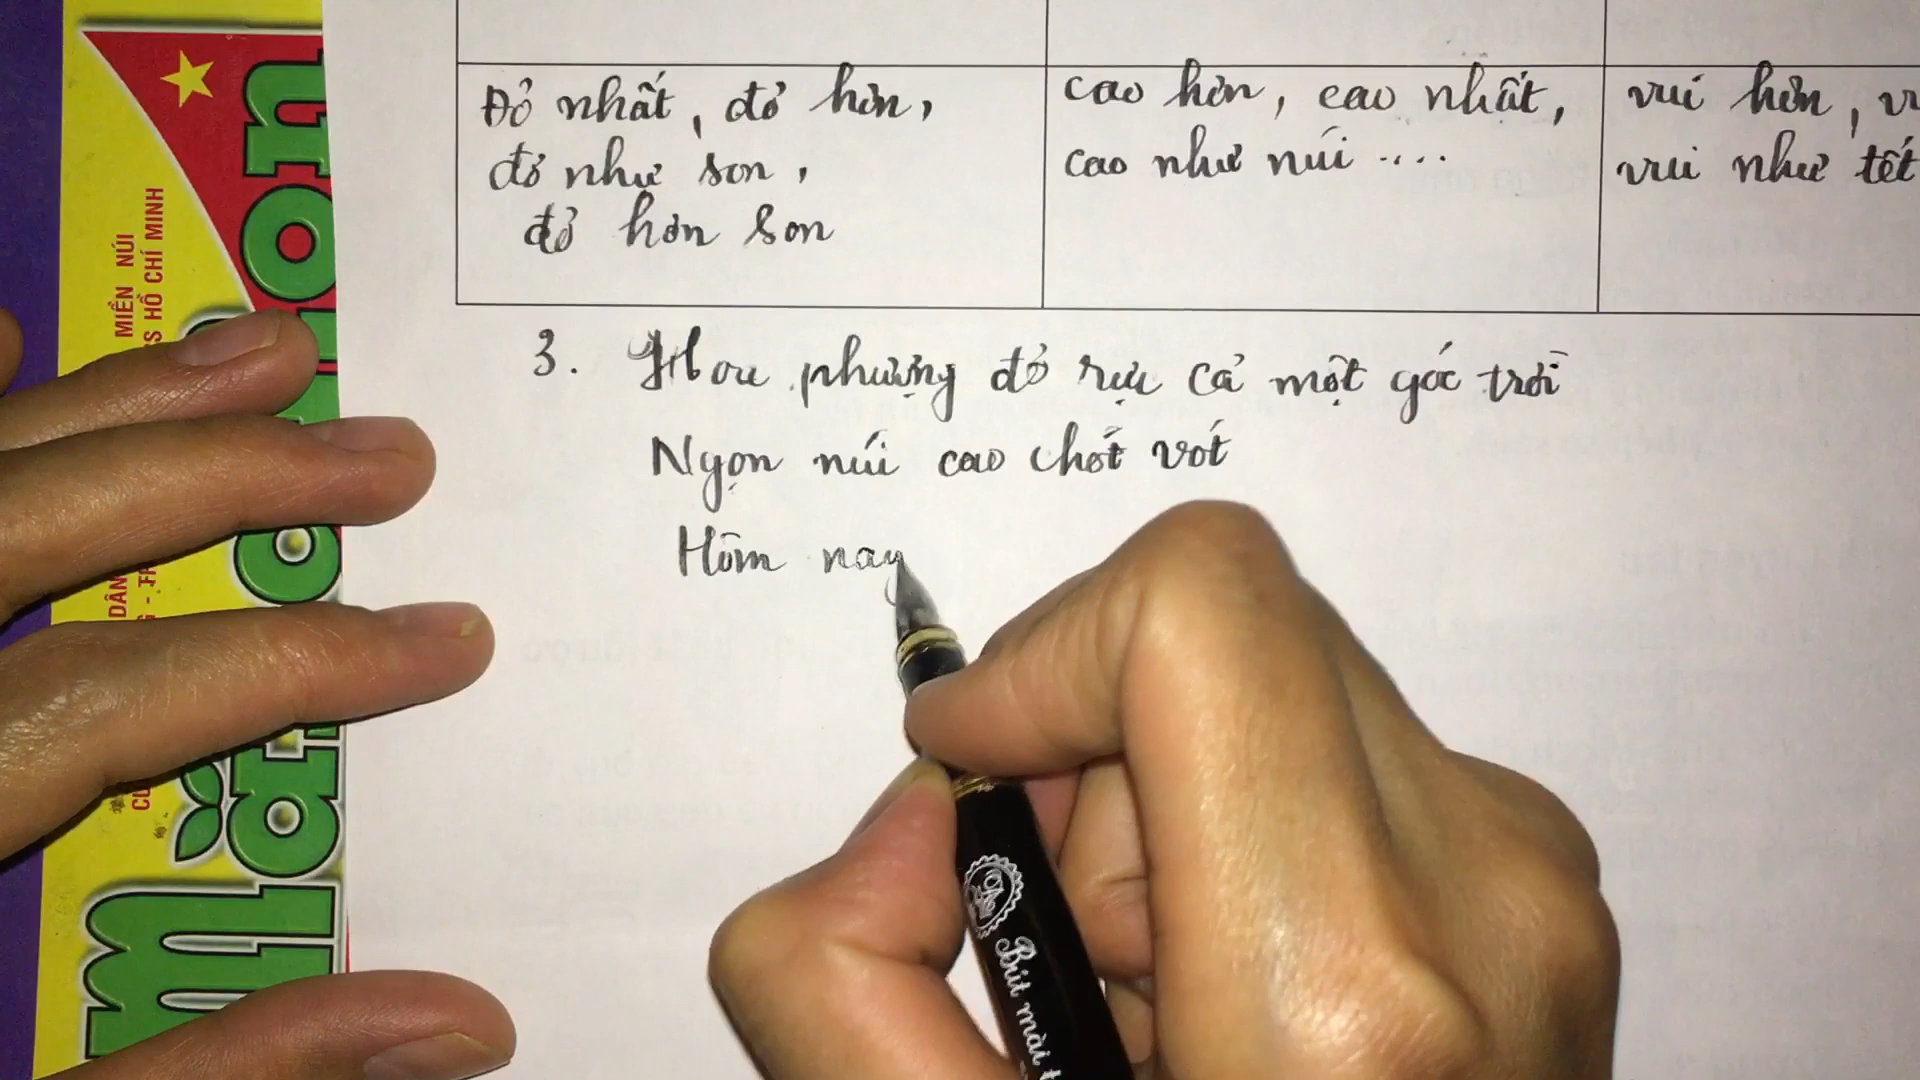 Đỏ nhất, đỏ hơn,
đỏ như son,
đỏ hơn son
cao hơn, cao nhất,
cao như núi ....
vui hơn, v
vui như tết
3. Hoa phượng đỏ rực cả một góc trời
Ngọn núi cao chót vót
Hôm nay
MIỀN NÚI
HỒ CHÍ MINH
Bút mài t